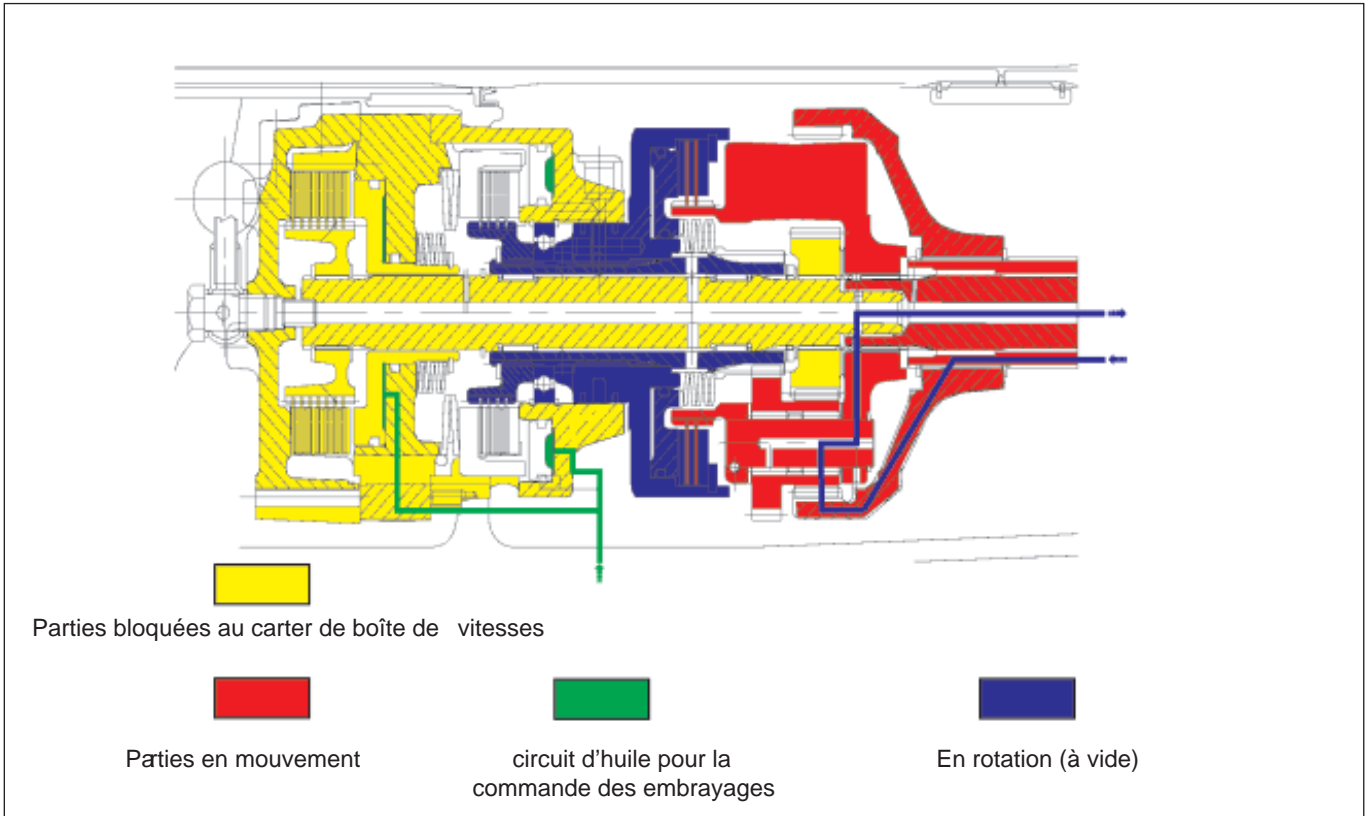 Parties bloquées au carter de boîte de vitesses
Parties en mouvement
circuit d'huile pour la
commande des embrayages
En rotation (à vide)